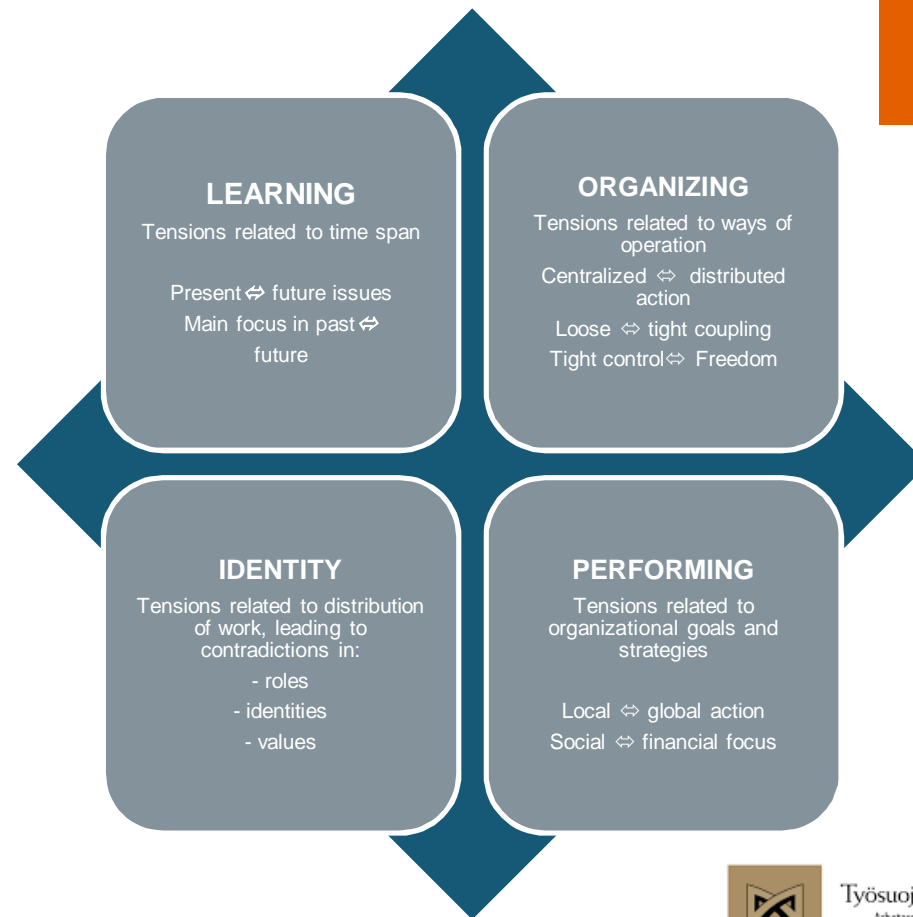 LEARNING
Tensions related to time span
Present ⇔ future issues
Main focus in past ⇔
future
ORGANIZING
Tensions related to ways of
operation
Centralized ⇔ distributed
action
Loose ⇔ tight coupling
Tight control⇔ Freedom
IDENTITY
Tensions related to distribution
of work, leading to
contradictions in:
- roles
- identities
- values
PERFORMING
Tensions related to
organizational goals and
strategies
Local ⇔ global action
Social ⇔ financial focus